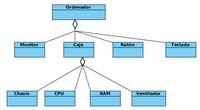 Ordenador
Monitor
Caja
Ratón
Teclado
Chasis
CPU
RAM
Ventilador